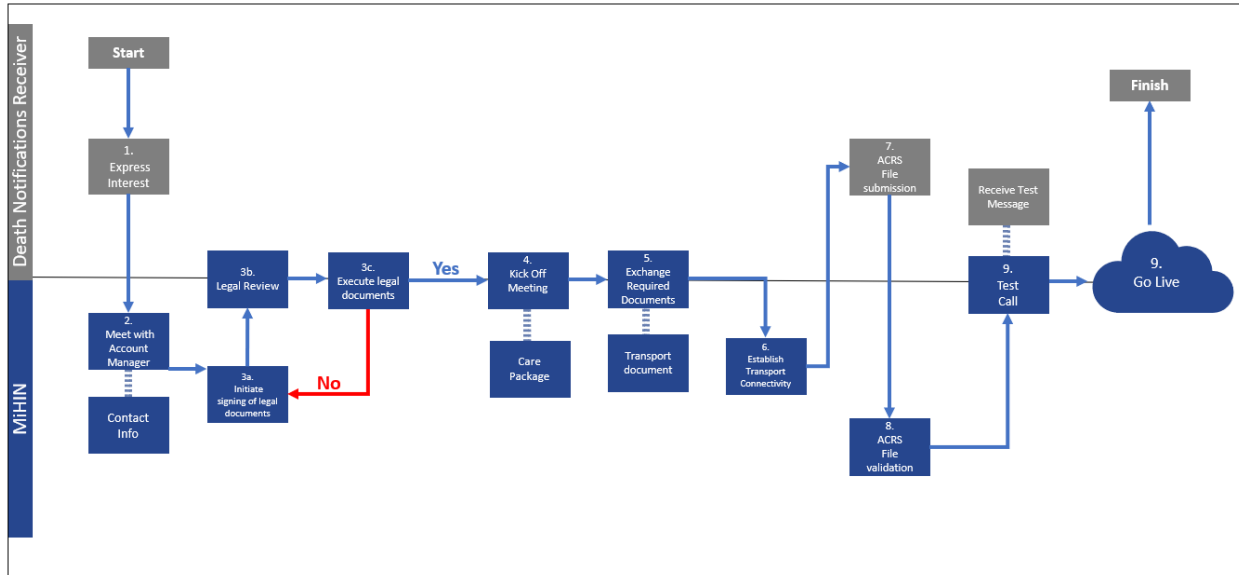 Death Notifications Receiver
MiHIN
Start
1.
Express
Interest
2.
Meet with
Account
Manager
Contact
Info
3a.
Initiate
signing of legal
documents
3b.
Legal Review
3c.
Execute legal
documents
No
Yes
4.
Kick Off
Meeting
Care
Package
5.
Exchange
Required
Documents
Transport
document
6.
Establish
Transport
Connectivity
7.
ACRS
File
submission
8.
ACRS
File
validation
Receive Test
Message
9.
Test
Call
9.
Go Live
Finish